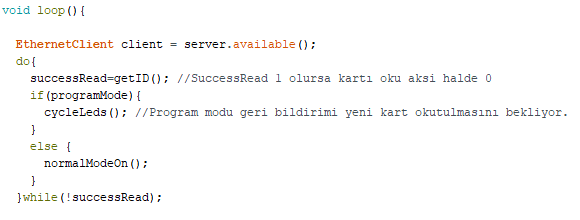 void loop(){
EthernetClient client = server.available();
do{
successRead=getID(); //SuccessRead 1 olursa kartı oku aksi halde 0
if(programMode){
cycleLeds(); //Program modu geri bildirimi yeni kart okutulmasını bekliyor.
}
else {
normalModeOn();
}
}while(!successRead);